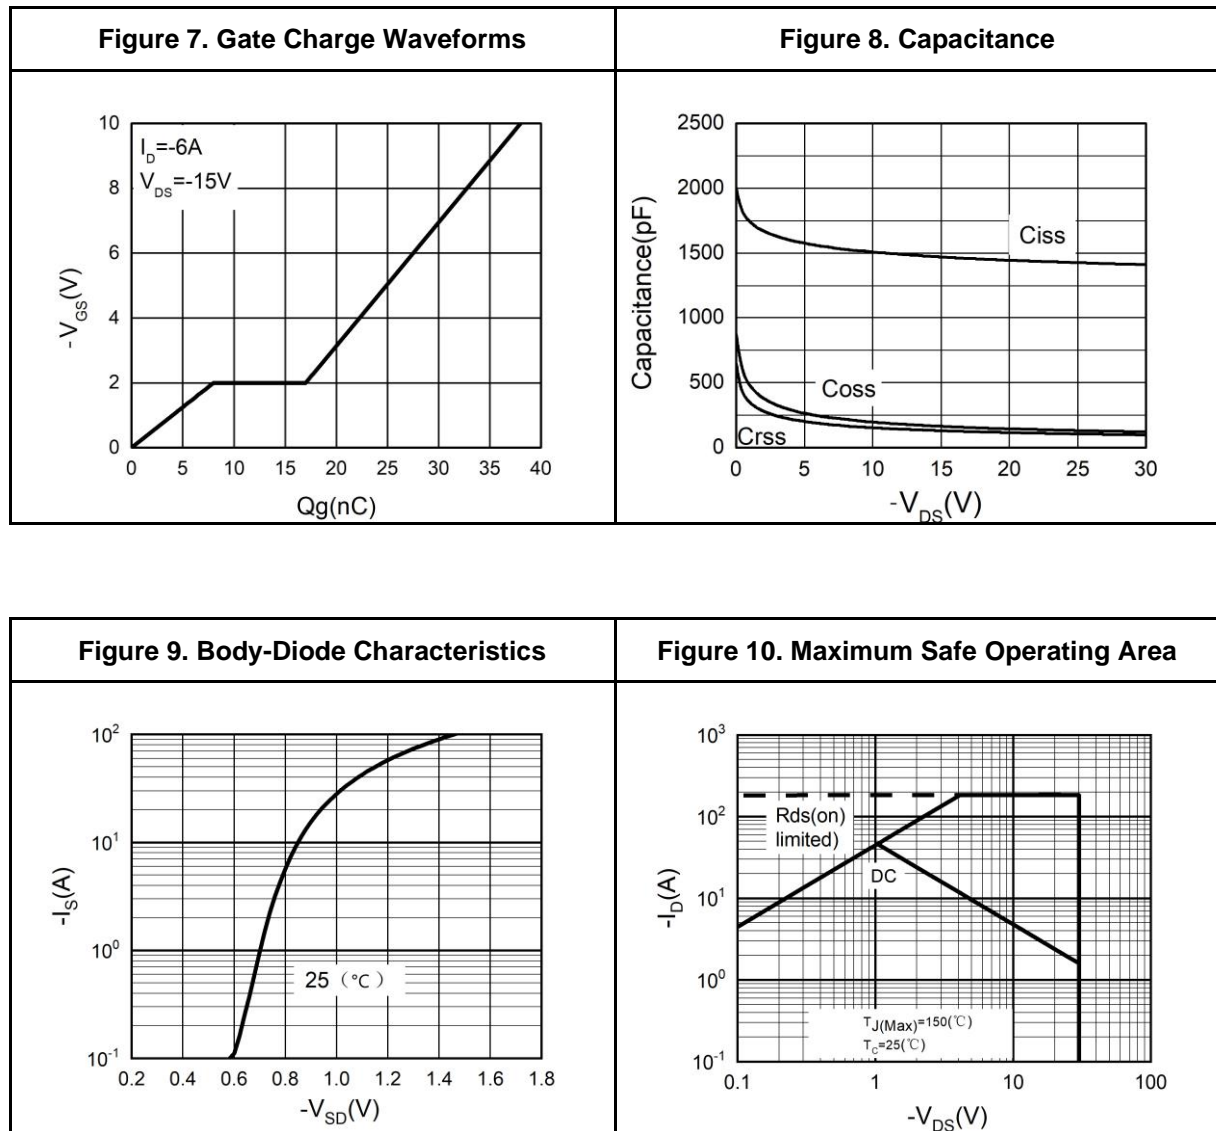 Figure 7. Gate Charge Waveforms
Figure 8. Capacitance
10
8
6
4
2
0
-V_GS(V)
I_D=-6A
V_DS=-15V
0 5 10 15 20 25 30 35 40
Qg(nC)
2500
2000
1500
1000
500
0
Capacitance(pF)
Ciss
Coss
Crss
0 5 10 15 20 25 30
-V_DS(V)
Figure 9. Body-Diode Characteristics
Figure 10. Maximum Safe Operating Area
10^2
10^1
10^0
10^-1
-I_S(A)
25（℃）
0.2 0.4 0.6 0.8 1.0 1.2 1.4 1.6 1.8
-V_SD(V)
10^3
10^2
10^1
10^0
10^-1
-I_D(A)
Rds(on)
limited)
DC
T_J(Max)=150(℃)
T_C=25(℃)
0.1 1 10 100
-V_DS(V)